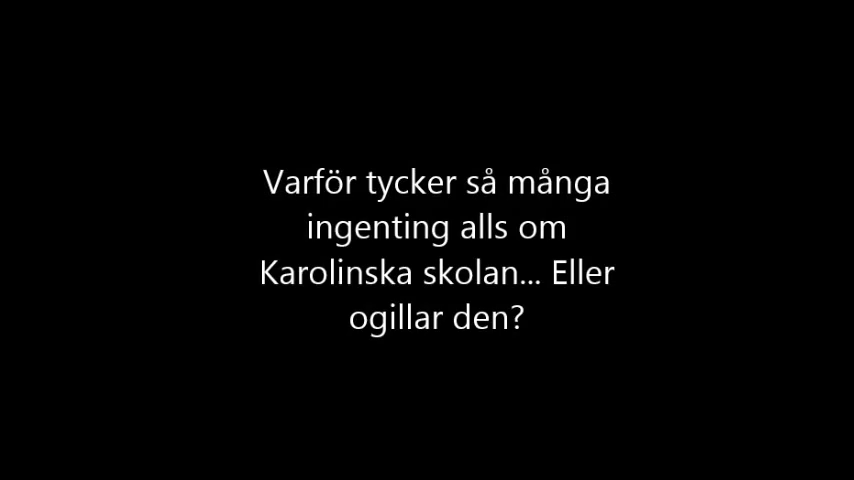 Varför tycker så många
ingenting alls om
Karolinska skolan... Eller
ogillar den?